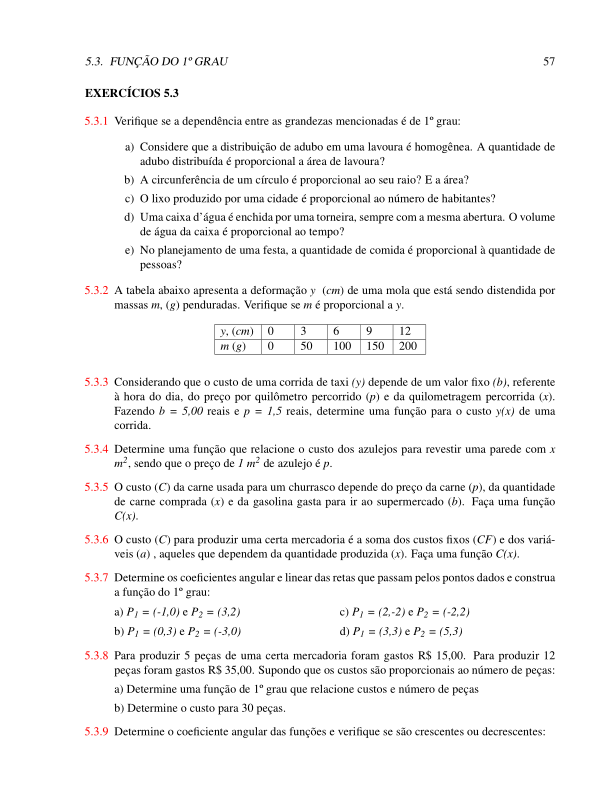 5.3. FUNÇÃO DO 1º GRAU 57
EXERCÍCIOS 5.3
5.3.1 Verifique se a dependência entre as grandezas mencionadas é de 1º grau:
a) Considere que a distribuição de adubo em uma lavoura é homogênea. A quantidade de
adubo distribuída é proporcional a área de lavoura?
b) A circunferência de um círculo é proporcional ao seu raio? E a área?
c) O lixo produzido por uma cidade é proporcional ao número de habitantes?
d) Uma caixa d'água é enchida por uma torneira, sempre com a mesma abertura. O volume
de água da caixa é proporcional ao tempo?
e) No planejamento de uma festa, a quantidade de comida é proporcional à quantidade de
pessoas?
5.3.2 A tabela abaixo apresenta a deformação y (cm) de uma mola que está sendo distendida por
massas m, (g) penduradas. Verifique se m é proporcional a y.
y, (cm) 0 3 6 9 12
m (g) 0 50 100 150 200
5.3.3 Considerando que o custo de uma corrida de taxi (y) depende de um valor fixo (b), referente
à hora do dia, do preço por quilômetro percorrido (p) e da quilometragem percorrida (x).
Fazendo b = 5,00 reais e p = 1,5 reais, determine uma função para o custo y(x) de uma
corrida.
5.3.4 Determine uma função que relacione o custo dos azulejos para revestir uma parede com x
m², sendo que o preço de 1 m² de azulejo é p.
5.3.5 O custo (C) da carne usada para um churrasco depende do preço da carne (p), da quantidade
de carne comprada (x) e da gasolina gasta para ir ao supermercado (b). Faça uma função
C(x).
5.3.6 O custo (C) para produzir uma certa mercadoria é a soma dos custos fixos (CF) e dos variá-
veis (a) , aqueles que dependem da quantidade produzida (x). Faça uma função C(x).
5.3.7 Determine os coeficientes angular e linear das retas que passam pelos pontos dados e construa
a função do 1º grau:
a) P₁ = (-1,0) e P₂ = (3,2) c) P₁ = (2,-2) e P₂ = (-2,2)
b) P₁ = (0,3) e P₂ = (-3,0) d) P₁ = (3,3) e P₂ = (5,3)
5.3.8 Para produzir 5 peças de uma certa mercadoria foram gastos R$ 15,00. Para produzir 12
peças foram gastos R$ 35,00. Supondo que os custos são proporcionais ao número de peças:
a) Determine uma função de 1º grau que relacione custos e número de peças
b) Determine o custo para 30 peças.
5.3.9 Determine o coeficiente angular das funções e verifique se são crescentes ou decrescentes: